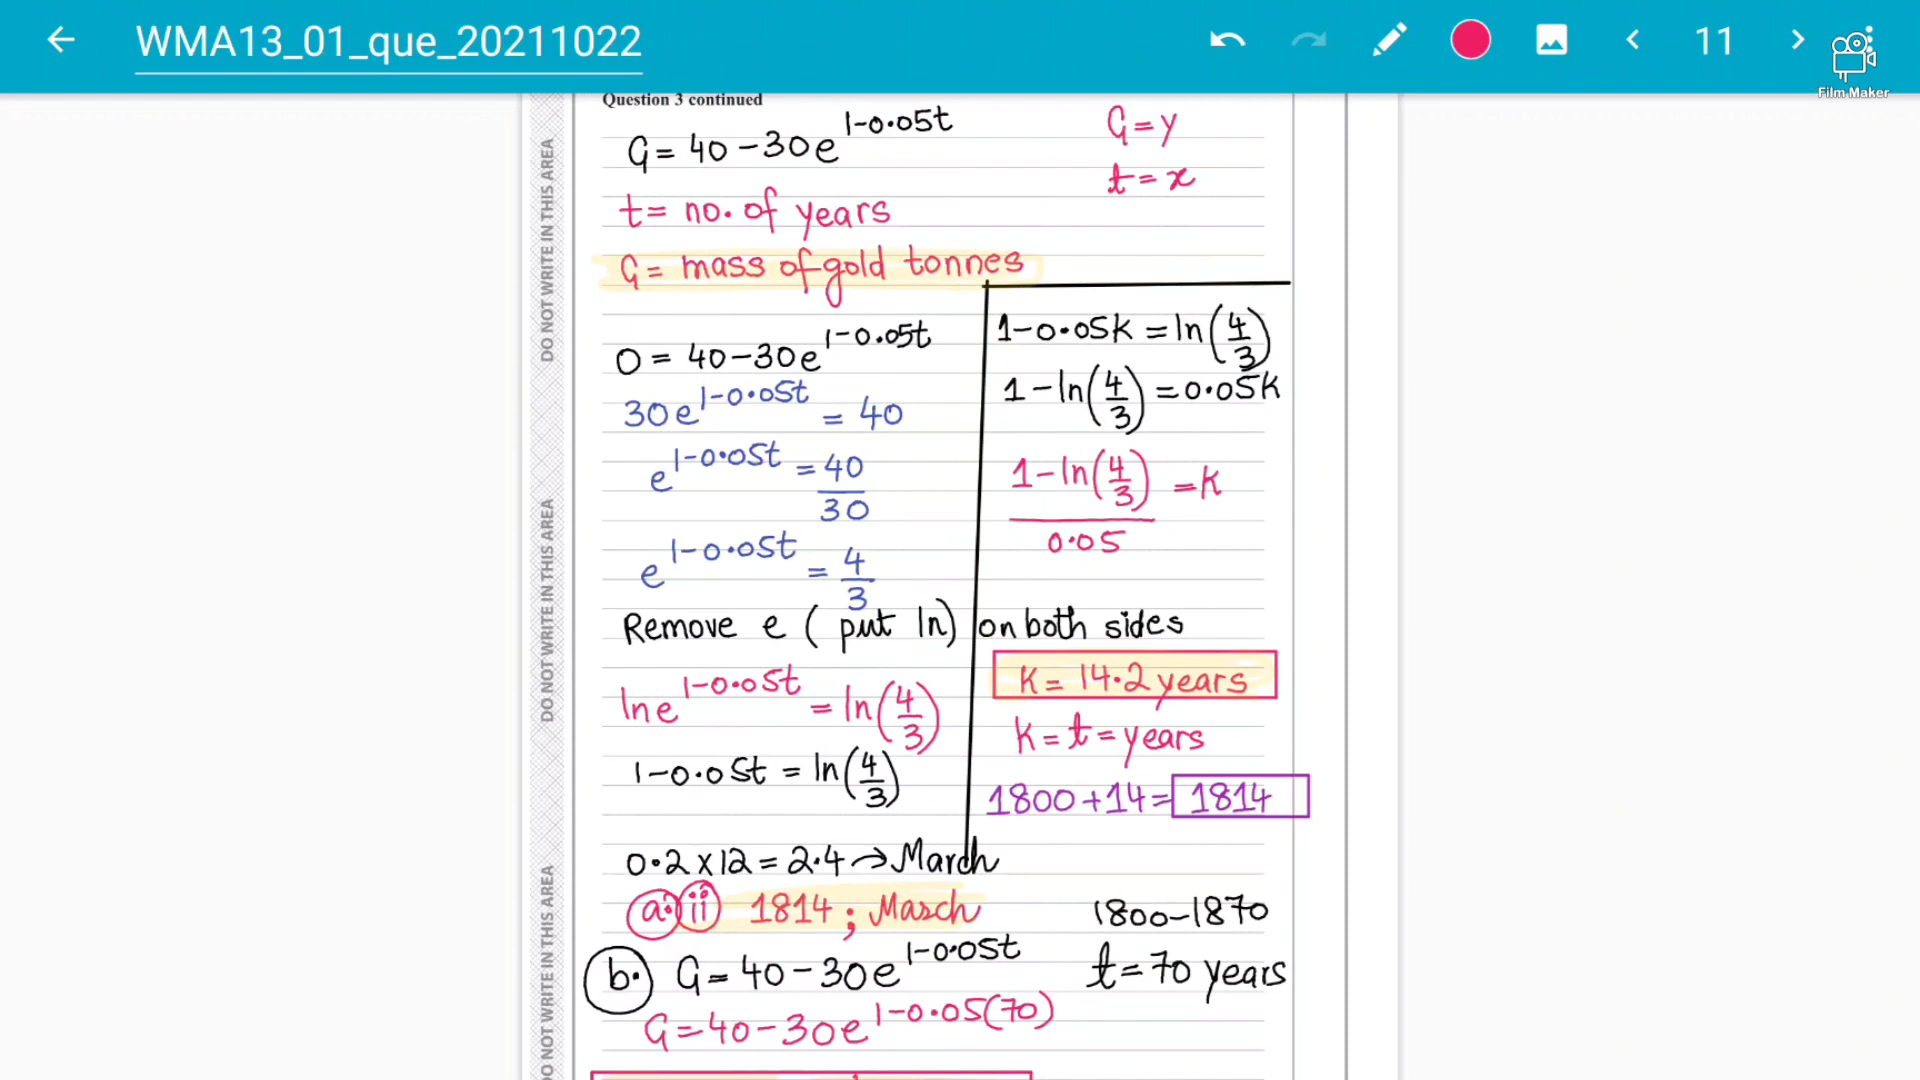 WMA13_01_que_20211022
11
Film Maker
Question 3 continued
G = 40 - 30e^{1-0.05t}
G = y
t = x
t = no. of years
G = mass of gold tonnes
0 = 40 - 30e^{1-0.05t}
30e^{1-0.05t} = 40
e^{1-0.05t} = 40/30
e^{1-0.05t} = 4/3
Remove e ( put ln) on both sides
ln e^{1-0.05t} = ln(4/3)
1-0.05t = ln(4/3)
1-0.05k = ln(4/3)
1-ln(4/3) = 0.05k
1-ln(4/3)/0.05 = k
k = 14.2 years
k = t = years
1800 + 14 = 1814
0.2 x 12 = 2.4 → March
a. ii 1814 ; March
b. G = 40 - 30e^{1-0.05t}
1800-1870
t = 70 years
G = 40 - 30e^{1-0.05(70)}
DO NOT WRITE IN THIS AREA
DO NOT WRITE IN THIS AREA
DO NOT WRITE IN THIS AREA